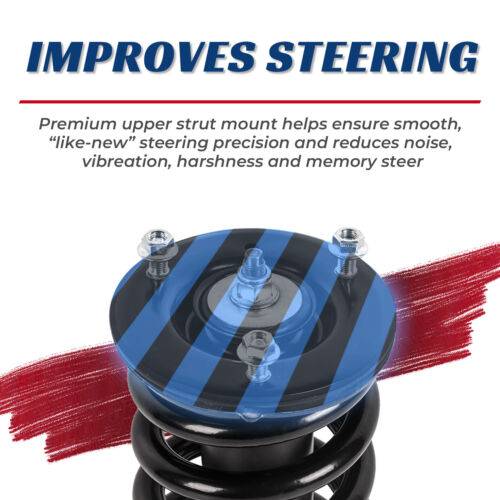 IMPROVES STEERING
Premium upper strut mount helps ensure smooth,
“like-new” steering precision and reduces noise,
vibreation, harshness and memory steer